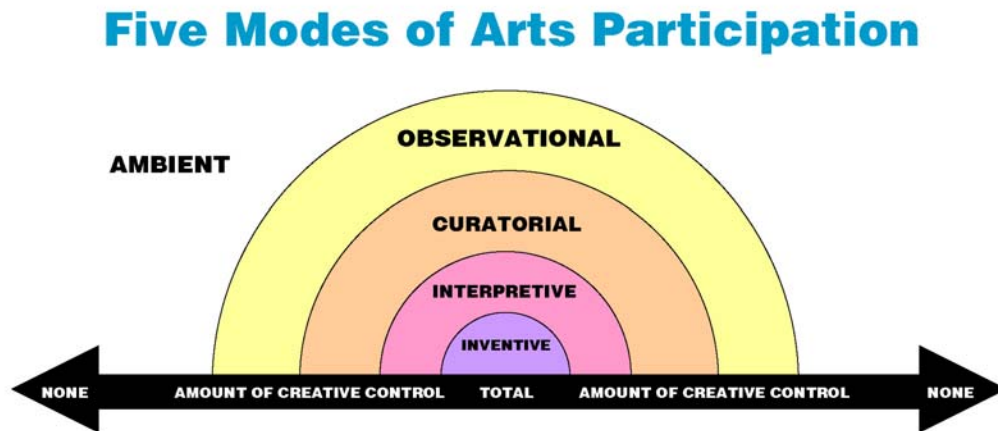 Five Modes of Arts Participation
OBSERVATIONAL
AMBIENT
CURATORIAL
INTERPRETIVE
INVENTIVE
NONE AMOUNT OF CREATIVE CONTROL TOTAL AMOUNT OF CREATIVE CONTROL NONE